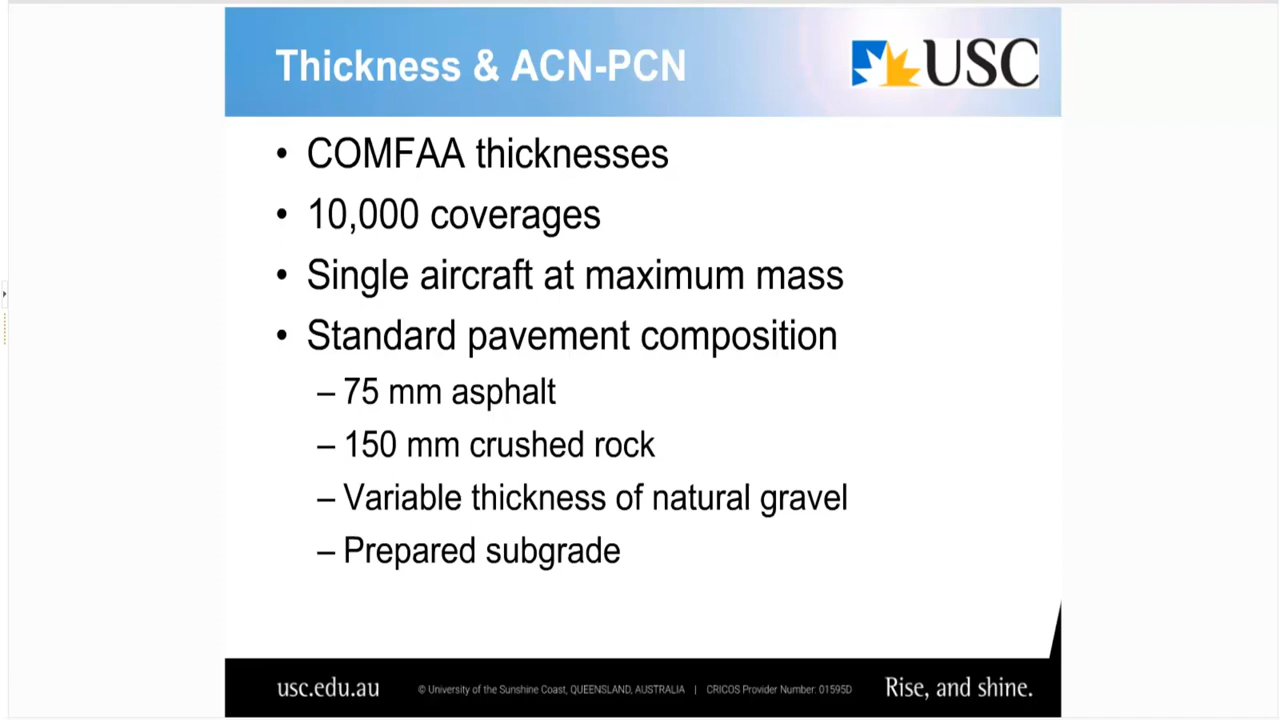 Thickness & ACN-PCN
USC
• COMFAA thicknesses
• 10,000 coverages
• Single aircraft at maximum mass
• Standard pavement composition
– 75 mm asphalt
– 150 mm crushed rock
– Variable thickness of natural gravel
– Prepared subgrade
usc.edu.au
© University of the Sunshine Coast, QUEENSLAND, AUSTRALIA | CRICOS Provider Number: 01595D
Rise, and shine.